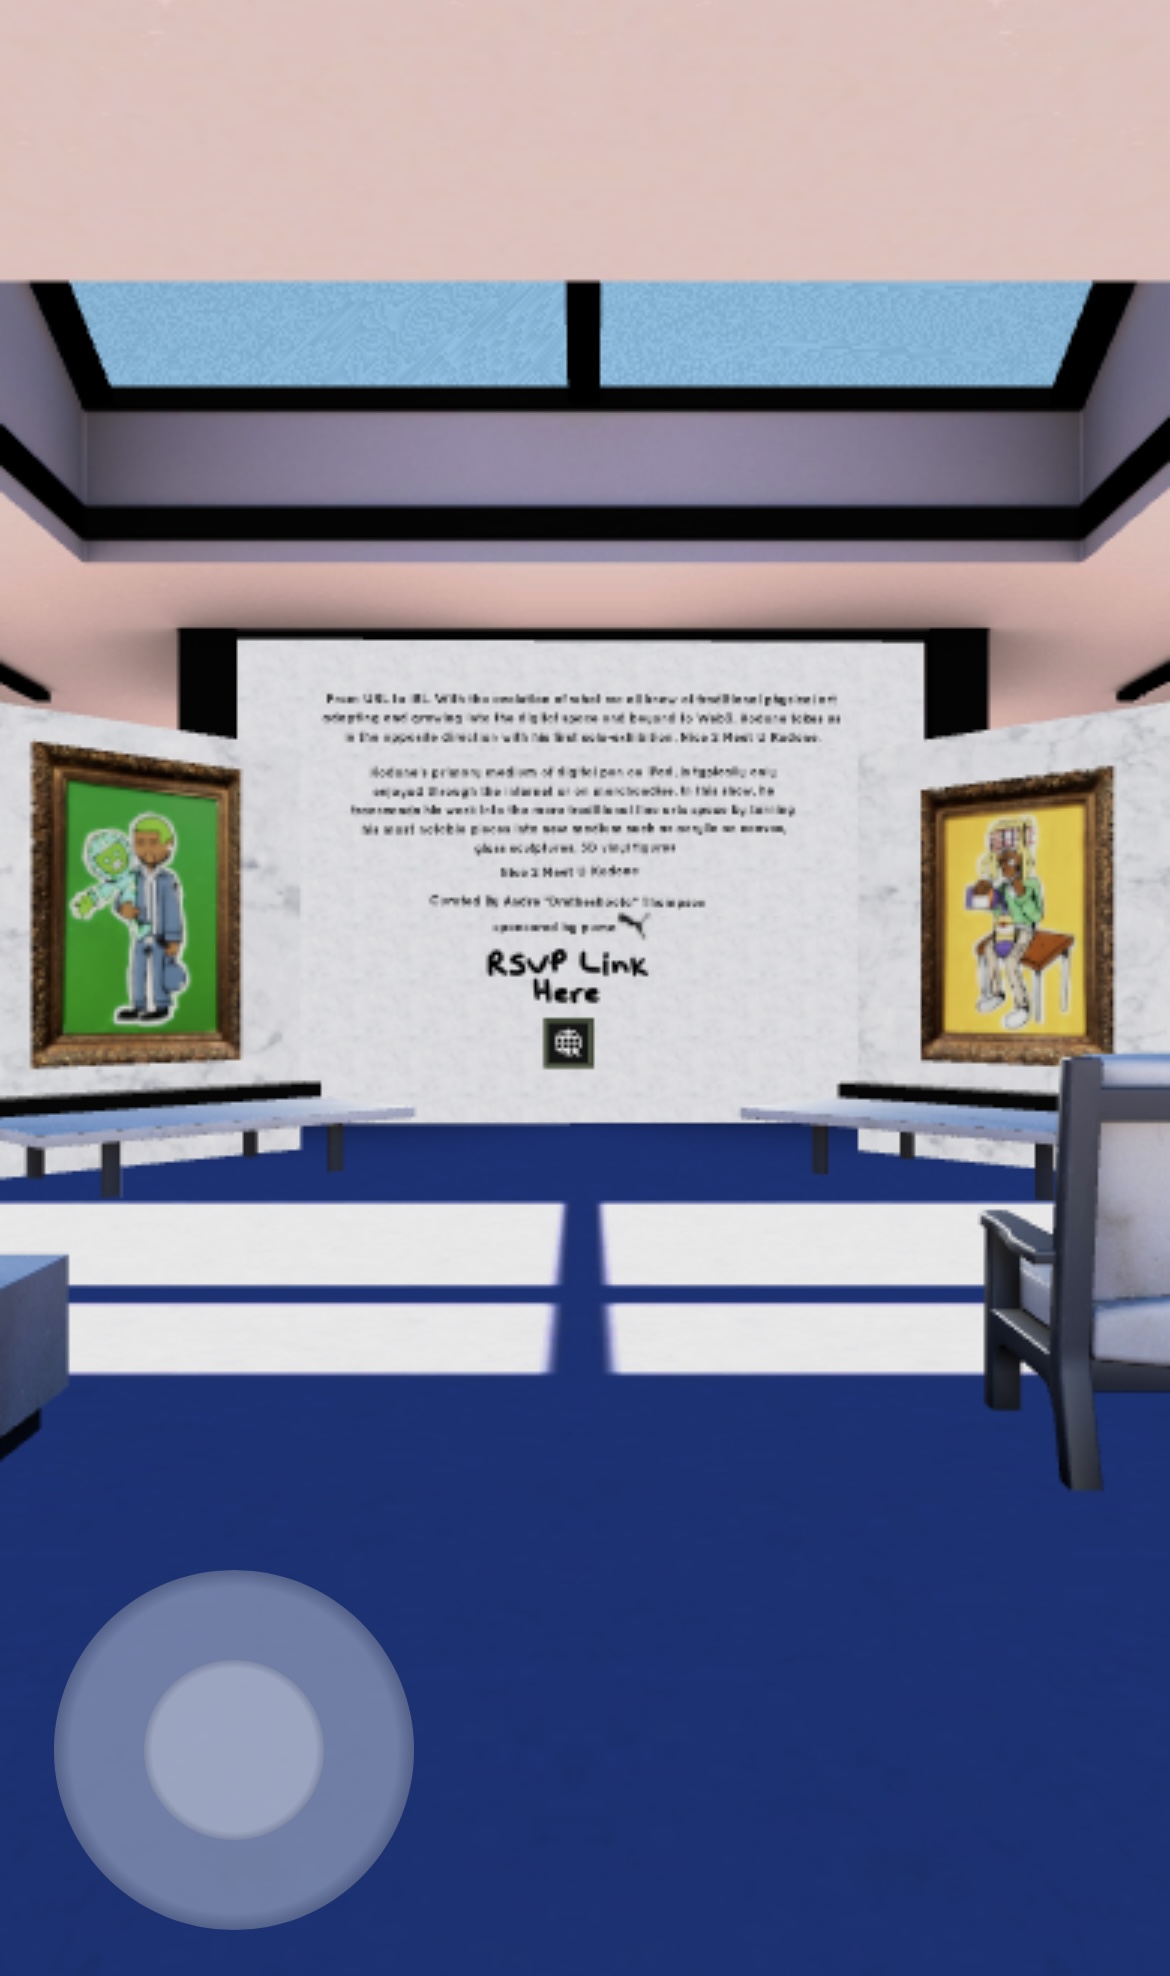 From URL to IRL. With the evolution of what we all know as traditional physical art
adapting and growing into the digital space and beyond to Web3. Kodone takes us
in the opposite direction with his first solo-exhibition, Nice 2 Meet U Kodone.
Kodone's primary medium of digital pen on iPad, is typically only
enjoyed through the internet or on merchandise. In this show, he
transcends his work into the more traditional fine arts space by turning
his most notable pieces into new mediums such as acrylic on canvas,
glass sculptures, 3D vinyl figures
Nice 2 Meet U Kodone
Curated By Andre Thompson
sponsored by puma
RSVP Link
Here